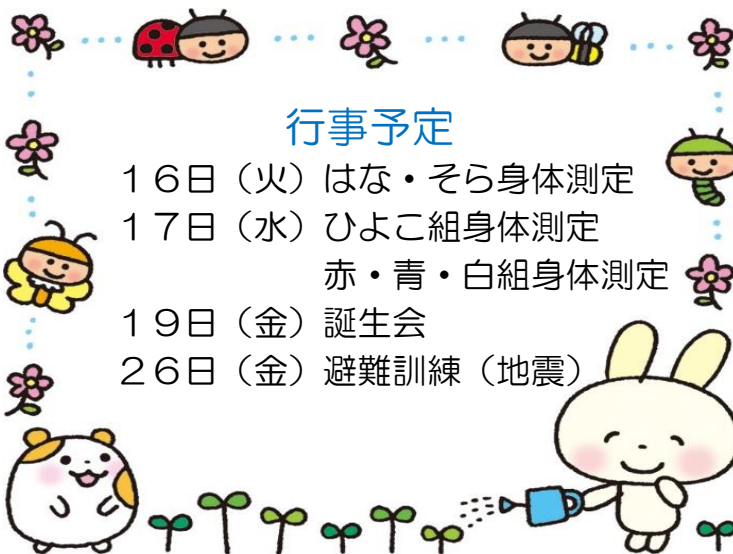 行事予定
16日(火)はな・そら身体測定
17日(水)ひよこ組身体測定
赤・青・白組身体測定
19日(金)誕生会
26日(金)避難訓練(地震)